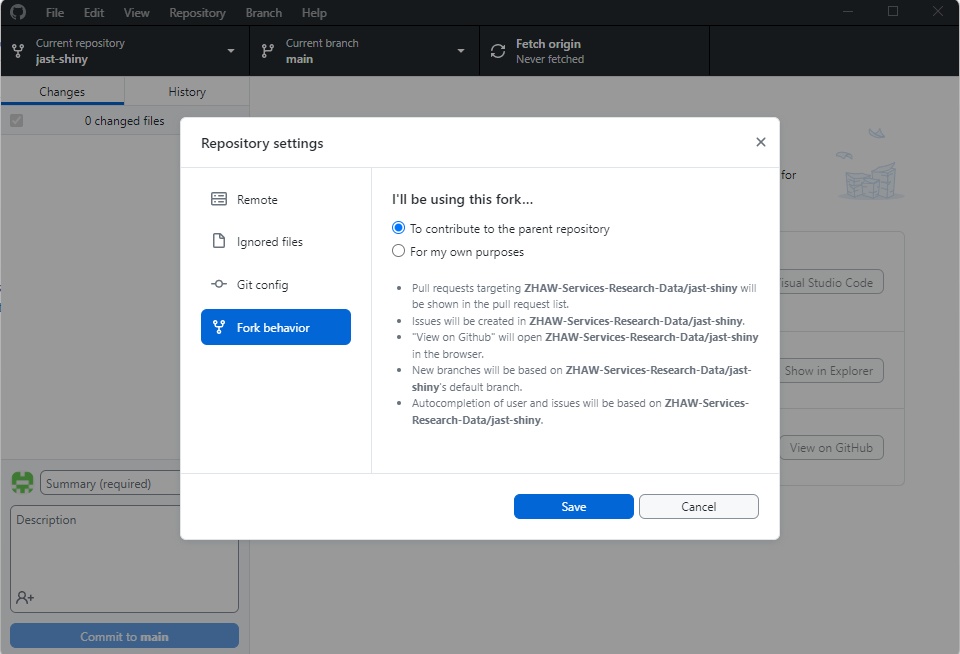 File Edit View Repository Branch Help
Current repository
jast-shiny
Current branch
main
Fetch origin
Never fetched
Changes
History
0 changed files
for
Repository settings
Remote
Ignored files
Git config
Fork behavior
I'll be using this fork…
To contribute to the parent repository
For my own purposes
• Pull requests targeting ZHAW-Services-Research-Data/jast-shiny will
be shown in the pull request list.
• Issues will be created in ZHAW-Services-Research-Data/jast-shiny.
• "View on Github" will open ZHAW-Services-Research-Data/jast-shiny
in the browser.
• New branches will be based on ZHAW-Services-Research-Data/jast-
shiny's default branch.
• Autocompletion of user and issues will be based on ZHAW-Services-
Research-Data/jast-shiny.
Save
Cancel
isual Studio Code
Show in Explorer
View on GitHub
Summary (required)
Description
Commit to main